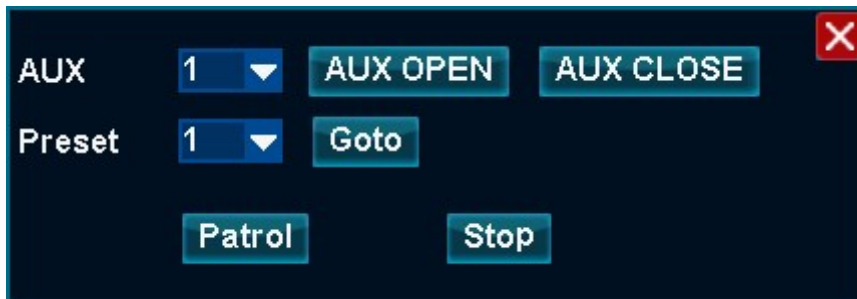 AUX 1 AUX OPEN AUX CLOSE
Preset 1 Goto
Patrol Stop